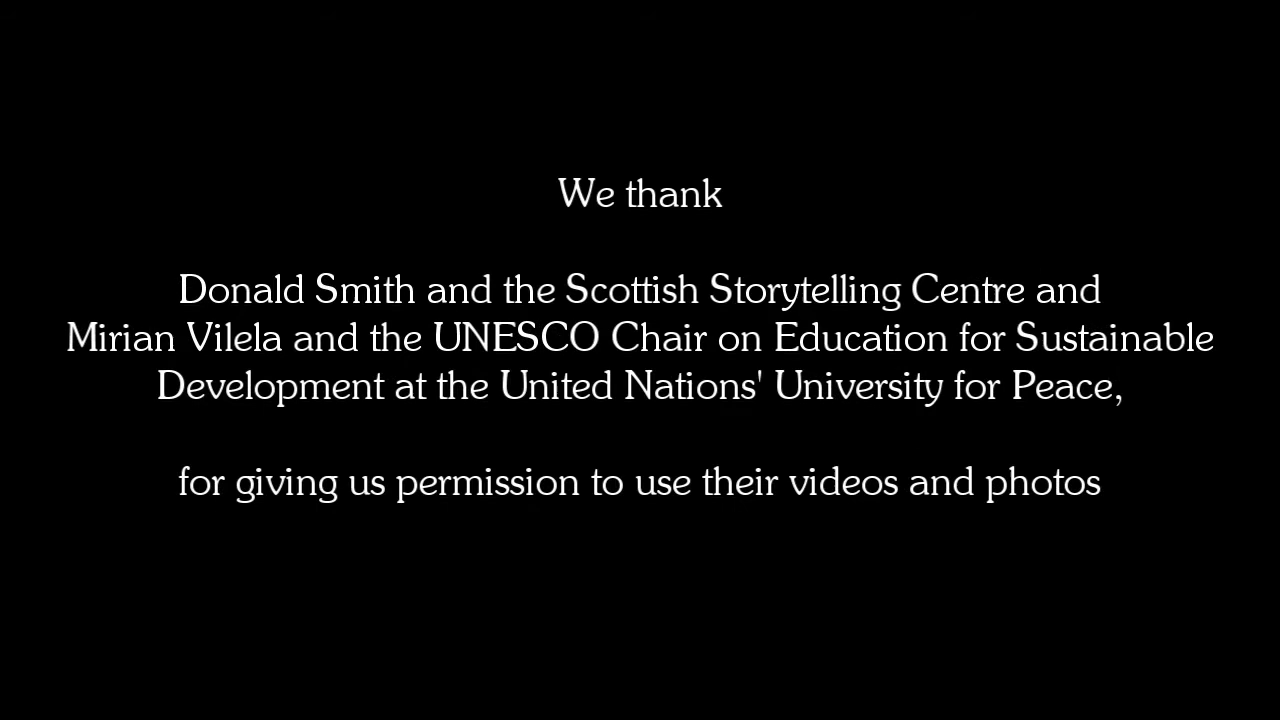 We thank
Donald Smith and the Scottish Storytelling Centre and
Mirian Vilela and the UNESCO Chair on Education for Sustainable
Development at the United Nations' University for Peace,
for giving us permission to use their videos and photos